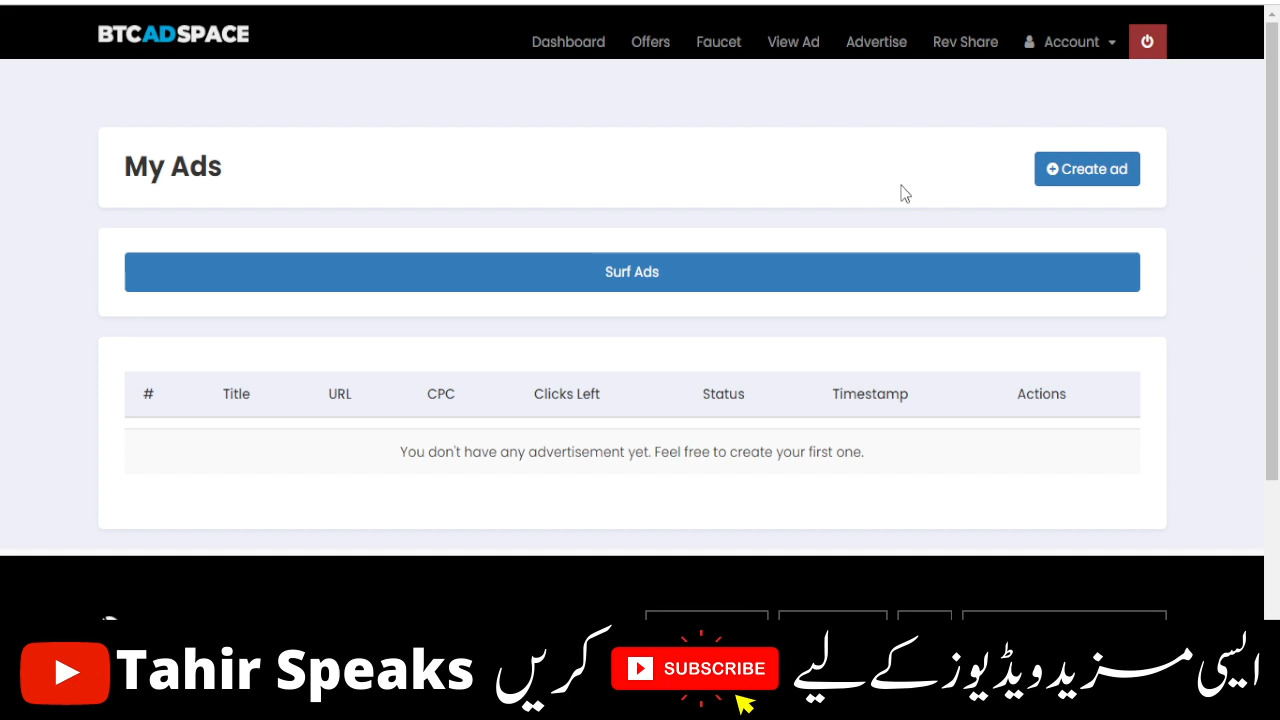 BTCADSPACE
Dashboard Offers Faucet View Ad Advertise Rev Share Account
My Ads
Create ad
Surf Ads
# Title URL CPC Clicks Left Status Timestamp Actions
You don't have any advertisement yet. Feel free to create your first one.
ایسی مزید ویڈیوز کے لیے SUBSCRIBE کریں Tahir Speaks